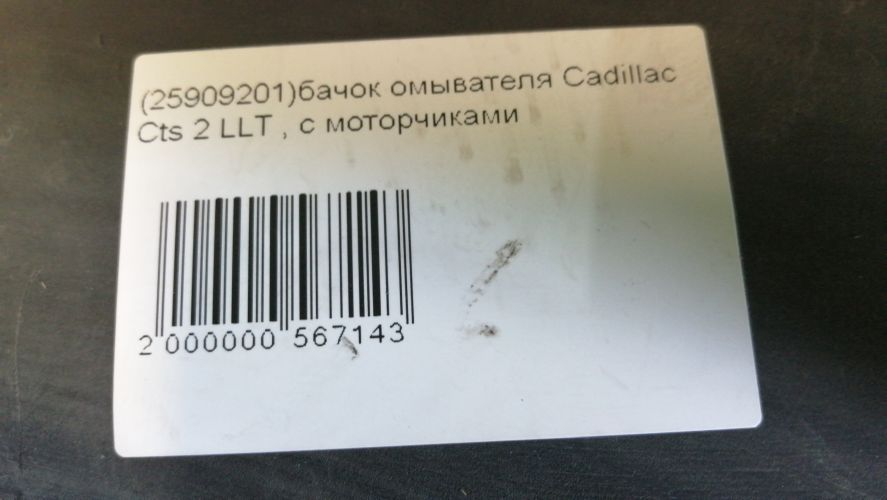 (25909201)бачок омывателя Cadillac
Cts 2 LLT , с моторчиками
2 000000 567143